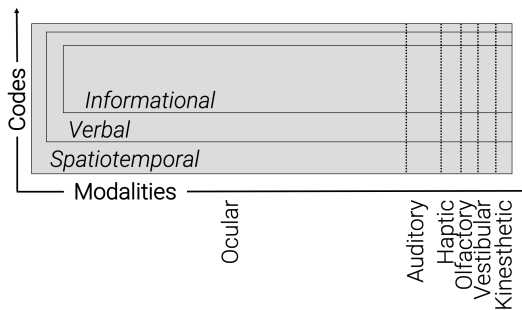 Codes
Informational
Verbal
Spatiotemporal
Modalities
Ocular
Auditory
Haptic
Olfactory
Vestibular
Kinesthetic